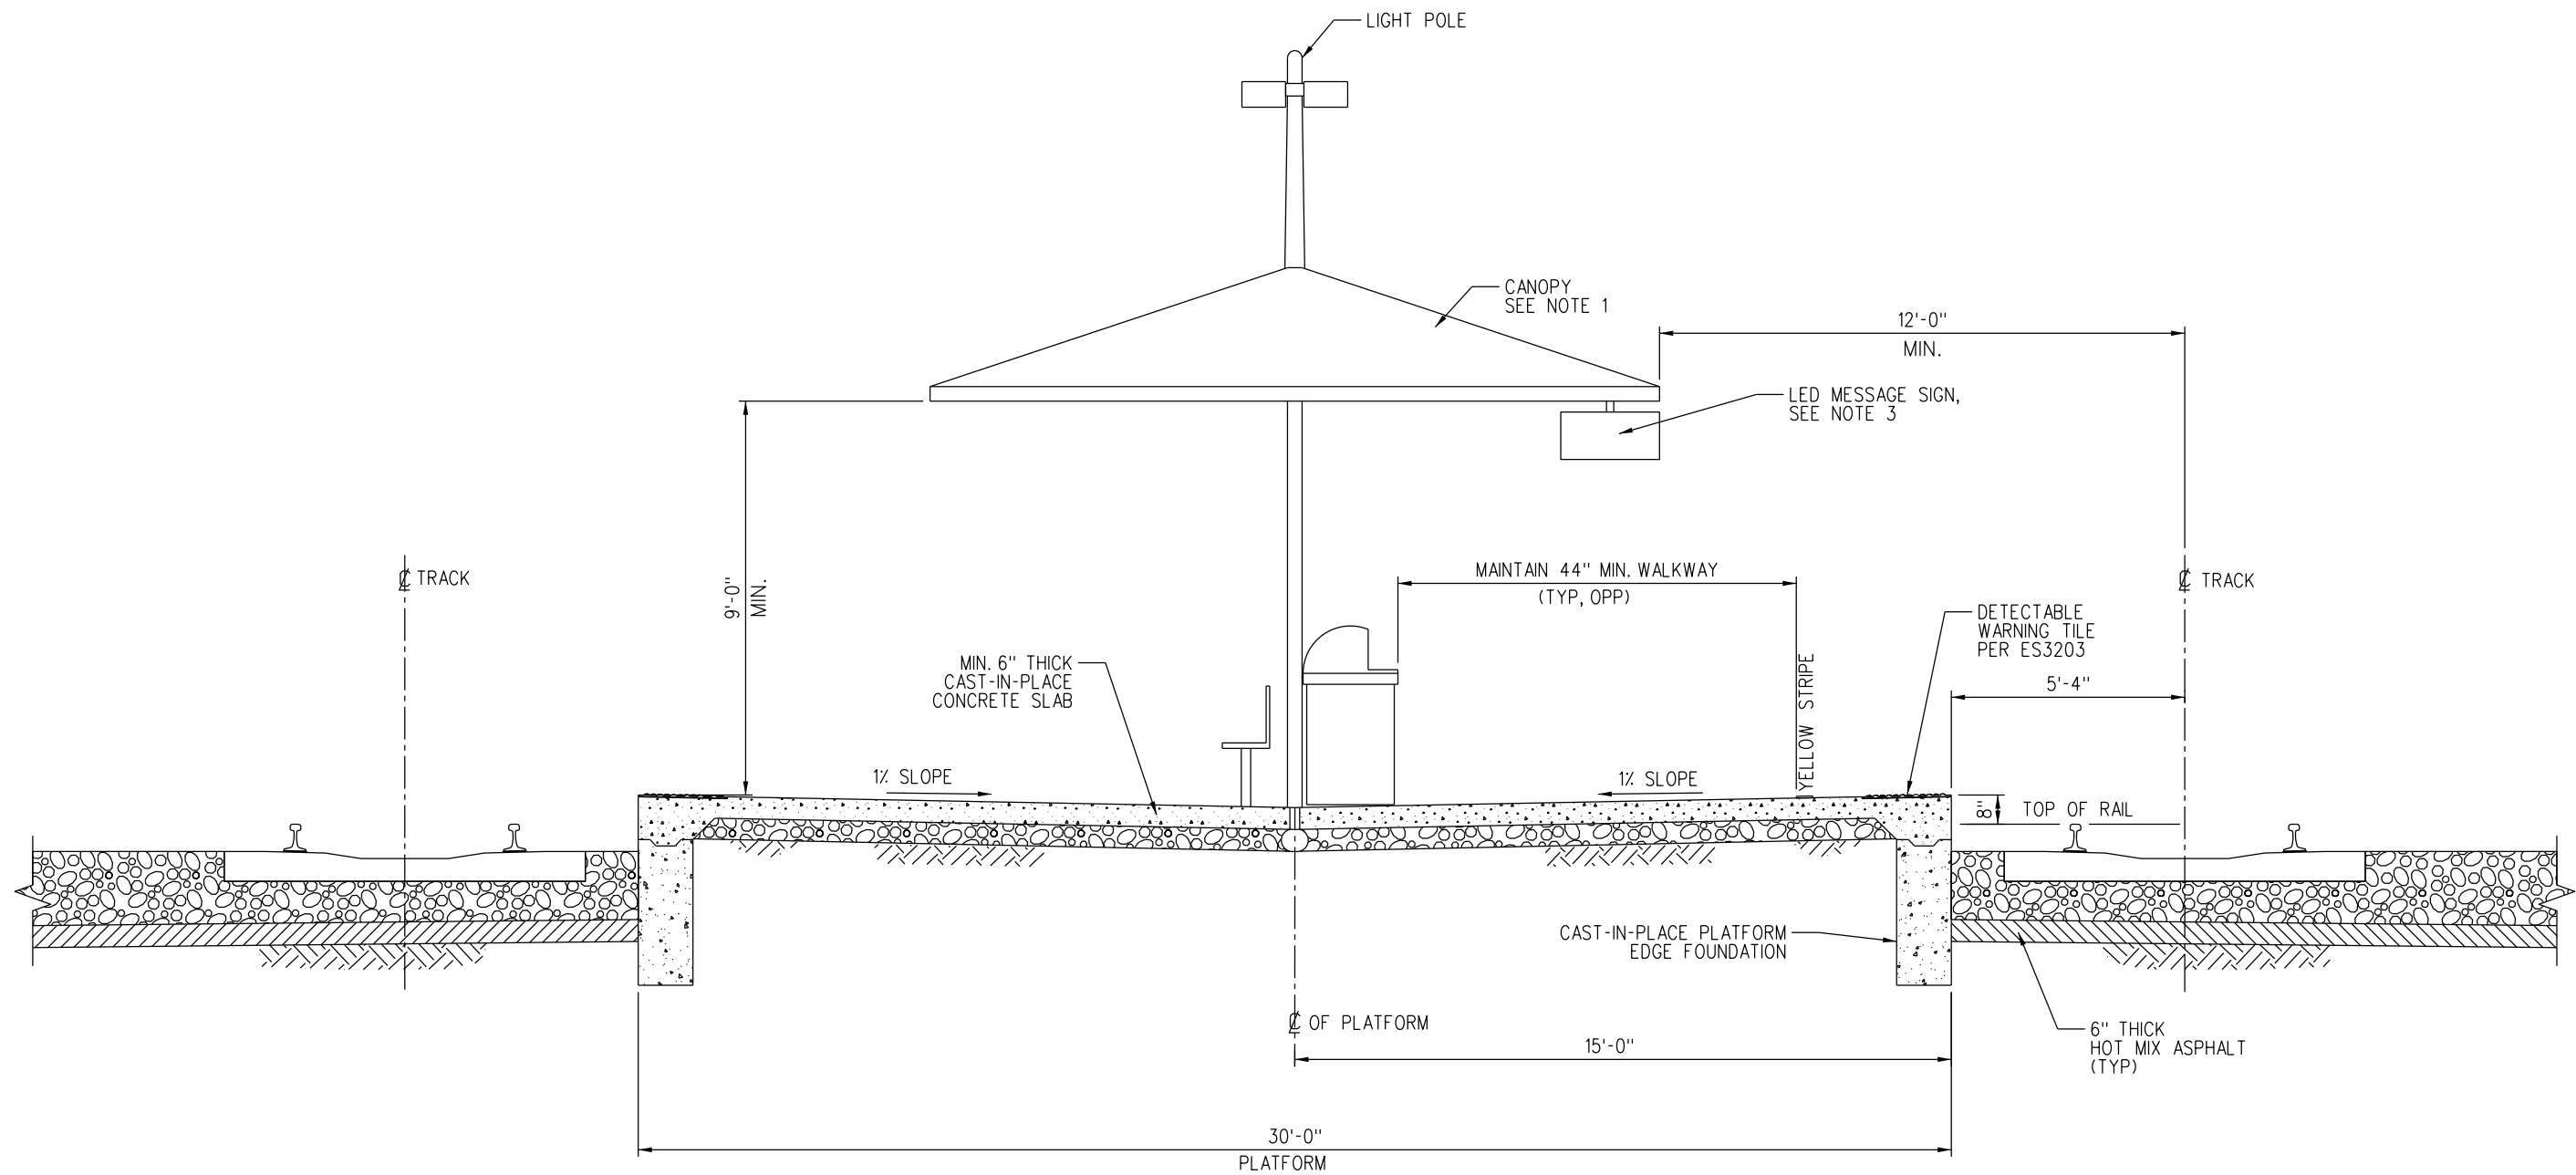 LIGHT POLE
CANOPY
SEE NOTE 1
12'-0"
MIN.
LED MESSAGE SIGN,
SEE NOTE 3
9'-0"
MIN.
℄ TRACK
MAINTAIN 44" MIN. WALKWAY
(TYP, OPP)
℄ TRACK
DETECTABLE
WARNING TILE
PER ES3203
MIN. 6" THICK
CAST-IN-PLACE
CONCRETE SLAB
YELLOW STRIPE
5'-4"
1% SLOPE
1% SLOPE
8"
TOP OF RAIL
CAST-IN-PLACE PLATFORM
EDGE FOUNDATION
℄ OF PLATFORM
6" THICK
HOT MIX ASPHALT
(TYP)
15'-0"
30'-0"
PLATFORM